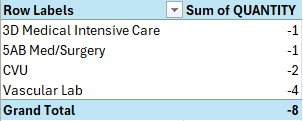 Row Labels Sum of QUANTITY
3D Medical Intensive Care -1
5AB Med/Surgery -1
CVU -2
Vascular Lab -4
Grand Total -8